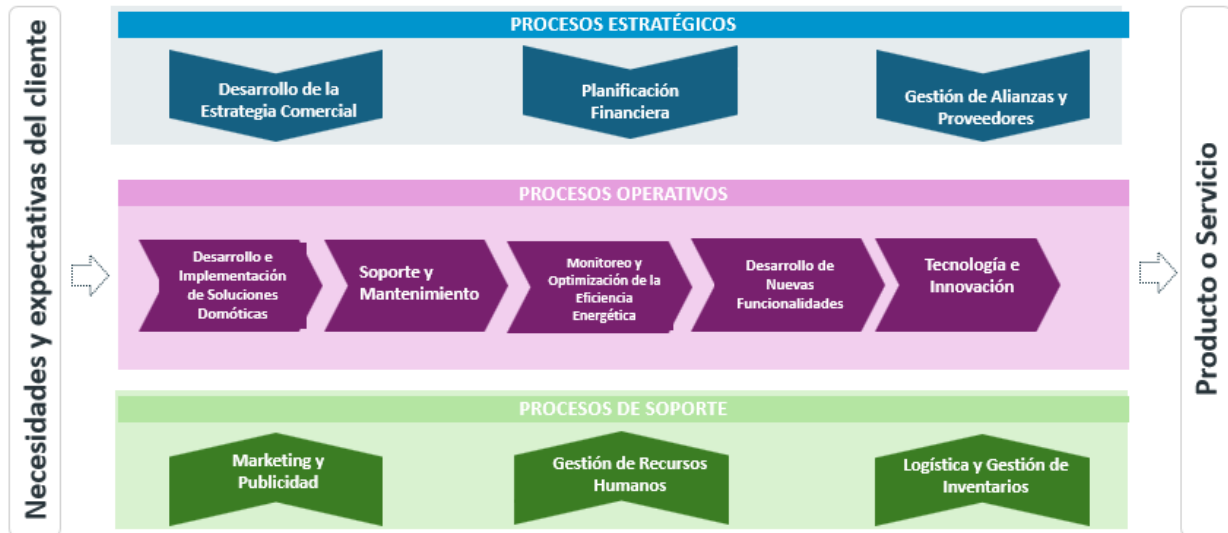 Necesidades y expectativas del cliente
PROCESOS ESTRATÉGICOS
Desarrollo de la
Estrategia Comercial
Planificación
Financiera
Gestión de Alianzas y
Proveedores
PROCESOS OPERATIVOS
Desarrollo e
Implementación
de Soluciones
Domóticas
Soporte y
Mantenimiento
Monitoreo y
Optimización de la
Eficiencia
Energética
Desarrollo de
Nuevas
Funcionalidades
Tecnología e
Innovación
PROCESOS DE SOPORTE
Marketing y
Publicidad
Gestión de Recursos
Humanos
Logística y Gestión de
Inventarios
Producto o Servicio